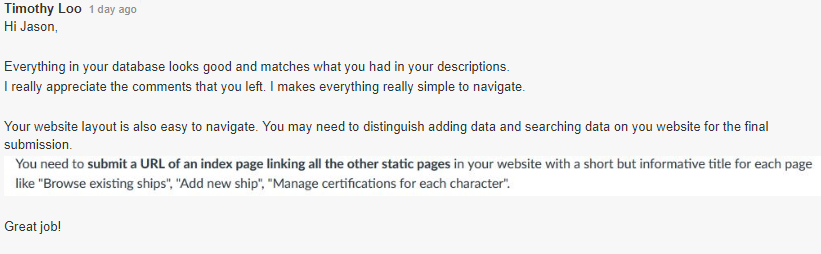 Timothy Loo 1 day ago
Hi Jason,
Everything in your database looks good and matches what you had in your descriptions.
I really appreciate the comments that you left. I makes everything really simple to navigate.
Your website layout is also easy to navigate. You may need to distinguish adding data and searching data on you website for the final
submission.
You need to submit a URL of an index page linking all the other static pages in your website with a short but informative title for each page
like "Browse existing ships", "Add new ship", "Manage certifications for each character".
Great job!